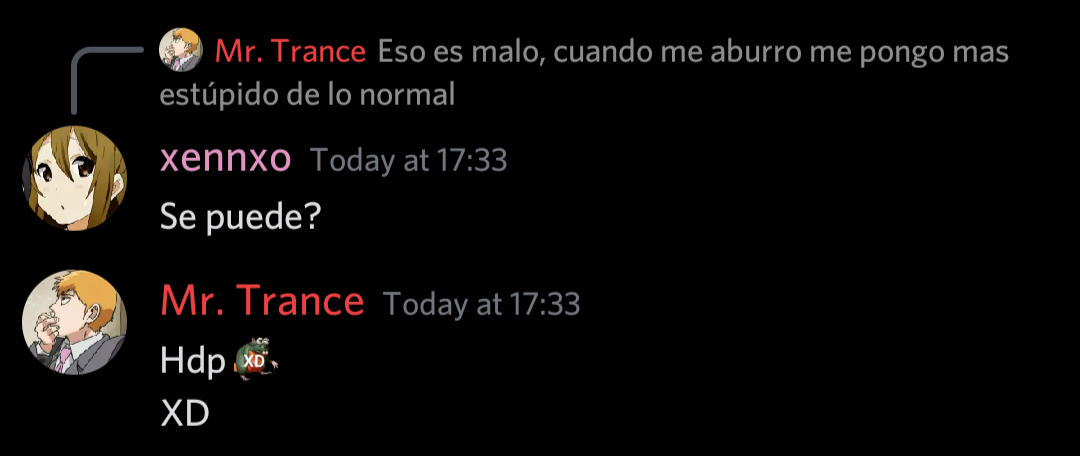 Mr. Trance Eso es malo, cuando me aburro me pongo mas
estúpido de lo normal
xennxo Today at 17:33
Se puede?
Mr. Trance Today at 17:33
Hdp XD
XD